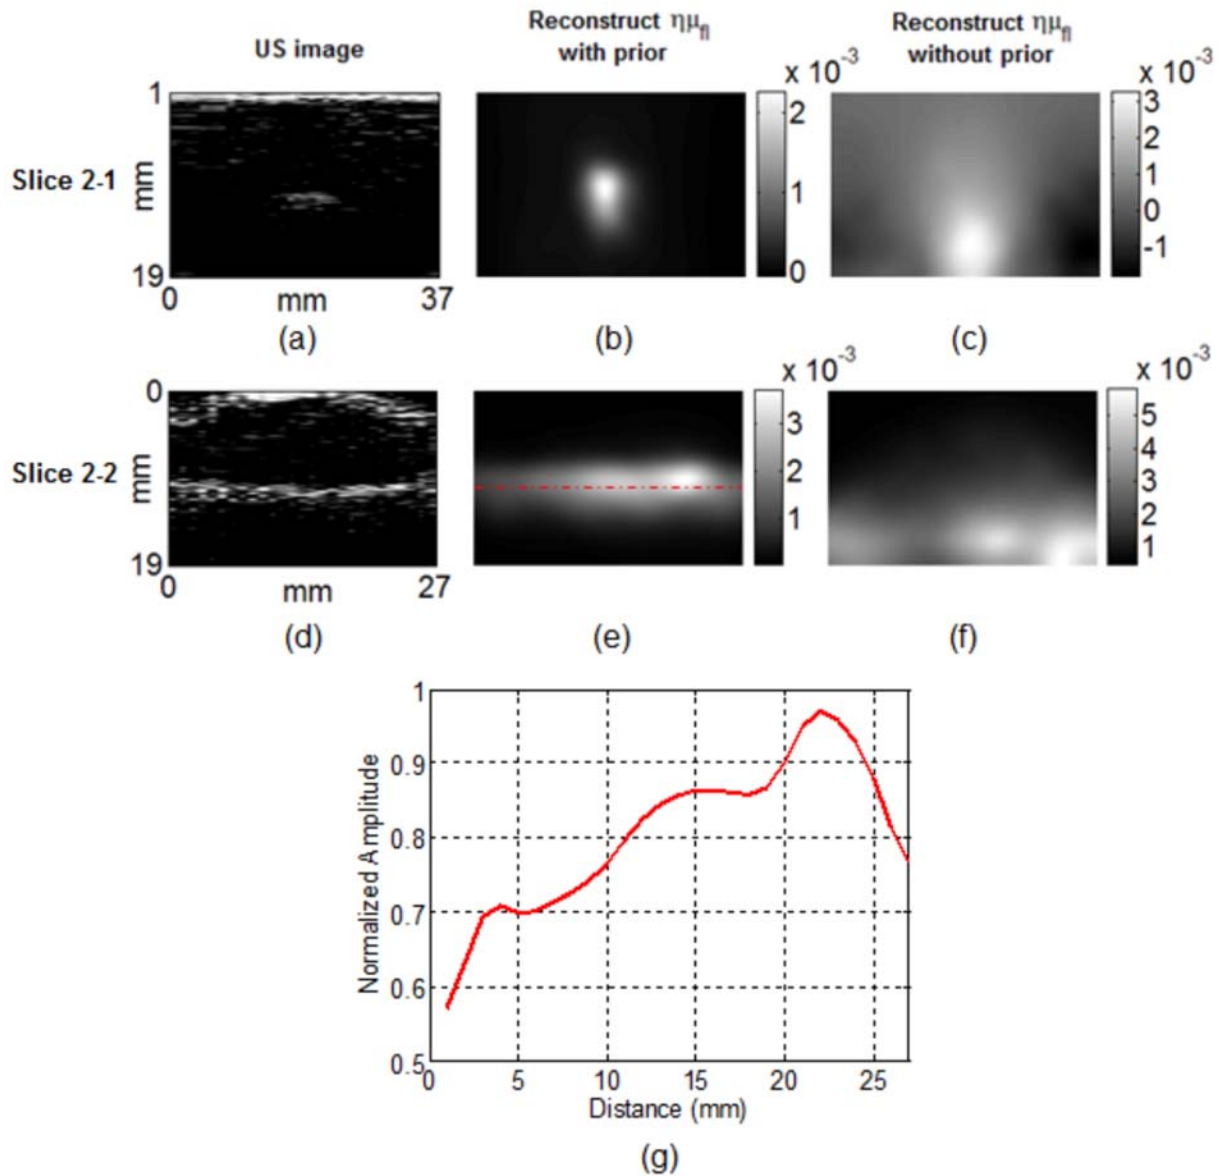 US image
Reconstruct ημfl
with prior
Reconstruct ημfl
without prior
x 10-3
x 10-3
Slice 2-1
1
mm
19
0 mm 37
2
1
0
3
2
1
0
-1
(a) (b) (c)
x 10-3
x 10-3
Slice 2-2
0
mm
19
0 mm 27
3
2
1
5
4
3
2
1
(d) (e) (f)
Normalized Amplitude
1
0.9
0.8
0.7
0.6
0.5
0 5 10 15 20 25
Distance (mm)
(g)